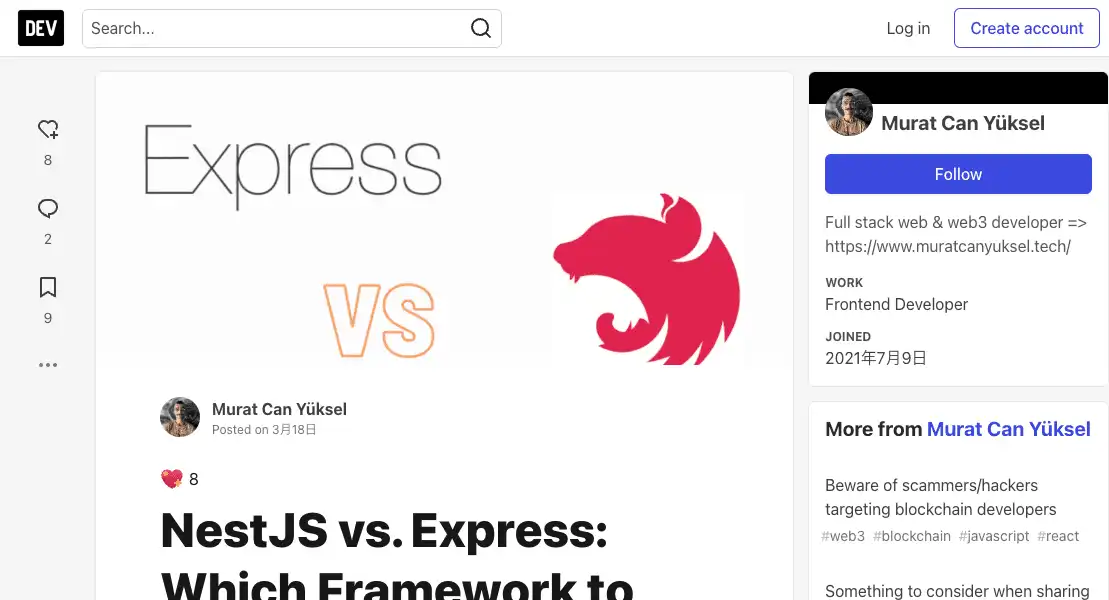 DEV
Search...
Log in
Create account
8
2
9
Express
VS
Murat Can Yüksel
Posted on 3月18日
8
NestJS vs. Express:
Which Framework to
Murat Can Yüksel
Follow
Full stack web & web3 developer =>
https://www.muratcanyuksel.tech/
WORK
Frontend Developer
JOINED
2021年7月9日
More from Murat Can Yüksel
Beware of scammers/hackers
targeting blockchain developers
#web3 #blockchain #javascript #react
Something to consider when sharing